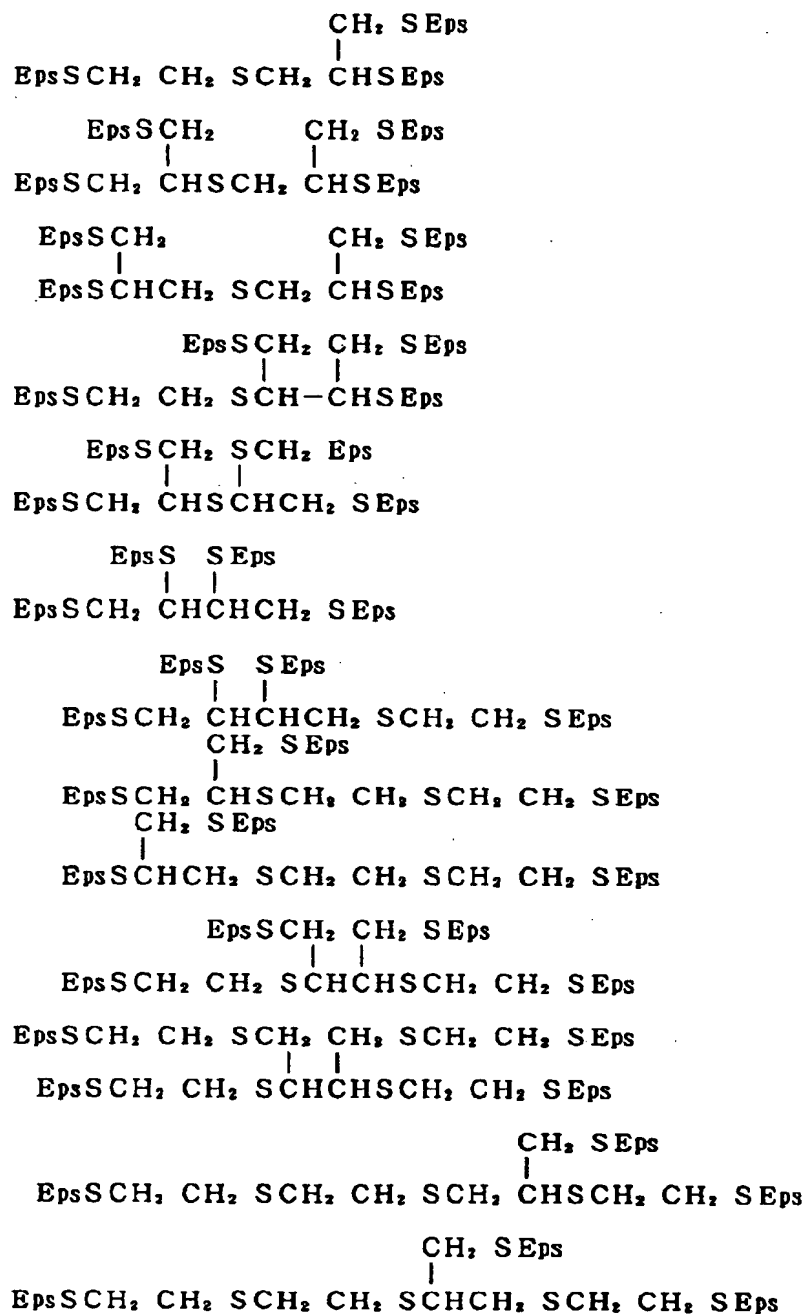 CH₂ SEps
EpsSCH₂ CH₂ SCH₂ CHSEps
EpsSCH₂ CH₂ SEps
EpsSCH₂ CHSCH₂ CHSEps
EpsSCH₂ CH₂ SEps
EpsSCHCH₂ SCH₂ CHSEps
EpsSCH₂ CH₂ SEps
EpsSCH₂ CH₂ SCH–CHSEps
EpsSCH₂ SCH₂ Eps
EpsSCH₂ CHSCHCH₂ SEps
EpsS SEps
EpsSCH₂ CHCHCH₂ SEps
EpsS SEps
EpsSCH₂ CHCHCH₂ SCH₂ CH₂ SEps
CH₂ SEps
EpsSCH₂ CHSCH₂ CH₂ SCH₂ CH₂ SEps
CH₂ SEps
EpsSCHCH₂ SCH₂ CH₂ SCH₂ CH₂ SEps
EpsSCH₂ CH₂ SEps
EpsSCH₂ CH₂ SCHCHSCH₂ CH₂ SEps
EpsSCH₂ CH₂ SCH₂ CH₂ SCH₂ CH₂ SEps
EpsSCH₂ CH₂ SCHCHSCH₂ CH₂ SEps
CH₂ SEps
EpsSCH₂ CH₂ SCH₂ CH₂ SCH₂ CHSCH₂ CH₂ SEps
CH₂ SEps
EpsSCH₂ CH₂ SCH₂ CH₂ SCHCH₂ SCH₂ CH₂ SEps